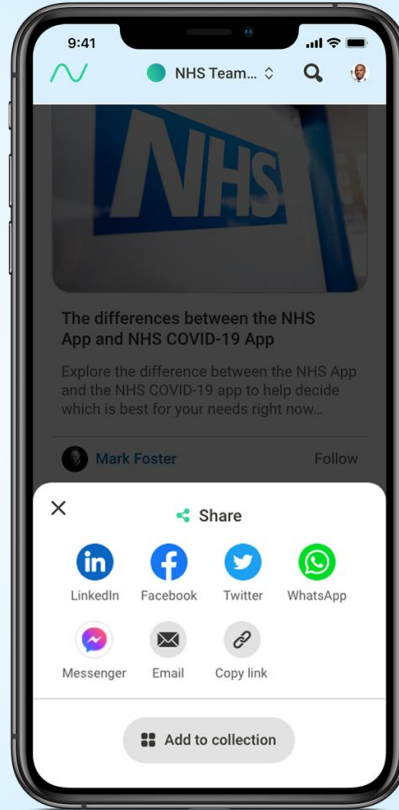 9:41
NHS Team...
NHS
The differences between the NHS
App and NHS COVID-19 App
Explore the difference between the NHS App
and the NHS COVID-19 app to help decide
which is best for your needs right now...
Mark Foster Follow
Share
in
LinkedIn Facebook Twitter WhatsApp
Messenger Email Copy link
Add to collection